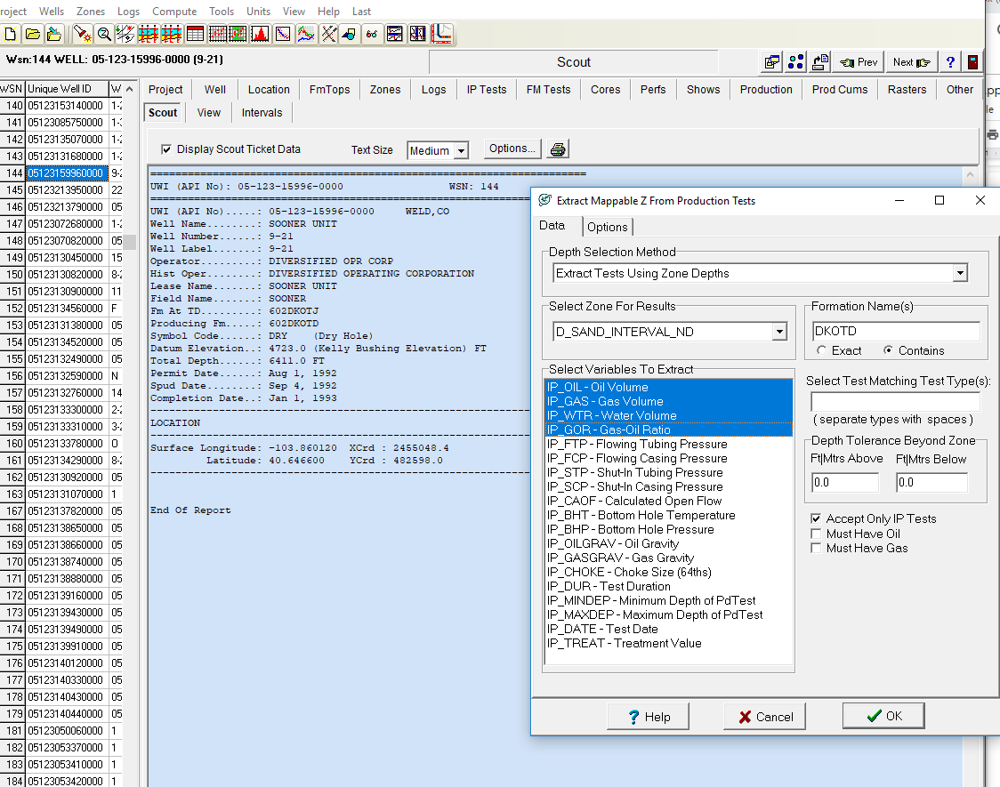 roject Wells Zones Logs Compute Tools Units View Help Last
Wsn:144 WELL: 05-123-15996-0000 (9-21)
Scout
Prev
Next
?
WSN Unique Well ID W
140 05123153140000 1-2
141 05123085750000 1-3
142 05123135070000 1-2
143 05123131680000 1-2
144 05123159960000 9-2
145 05123213950000 22
146 05123213790000 05
147 05123072680000 1-2
148 05123070820000 05
149 05123130450000 15
150 05123130820000 8-2
151 05123130900000 11
152 05123134560000 F
153 05123131380000 05
154 05123134520000 05
155 05123132490000 05
156 05123132590000 N
157 05123132760000 14
158 05123133300000 2-2
159 05123133310000 3-2
160 05123133780000 O
161 05123134290000 8-2
162 05123130920000 05
163 05123131070000 1
167 05123137820000 05
168 05123138650000 05
169 05123138660000 05
170 05123138740000 05
171 05123138880000 05
172 05123139160000 05
173 05123139430000 05
174 05123139490000 05
175 05123139910000 05
176 05123140120000 05
177 05123140330000 05
178 05123140430000 05
179 05123140440000 05
181 05123050060000 1
182 05123053370000 1
183 05123053410000 1
184 05123053420000 1
Project Well Location FmTops Zones Logs IP Tests FM Tests Cores Perfs Shows Production Prod Cums Rasters Other
Scout View Intervals
Display Scout Ticket Data Text Size Medium Options...
UWI (API No): 05-123-15996-0000 WSN: 144
UWI (API No).....: 05-123-15996-0000 WELD,CO
Well Name........: SOONER UNIT
Well Number......: 9-21
Well Label.......: 9-21
Operator.........: DIVERSIFIED OPR CORP
Hist Oper........: DIVERSIFIED OPERATING CORPORATION
Lease Name.......: SOONER UNIT
Field Name.......: SOONER
Fm At TD.........: 602DKOTJ
Producing Fm.....: 602DKOTD
Symbol Code......: DRY (Dry Hole)
Datum Elevation..: 4723.0 (Kelly Bushing Elevation) FT
Total Depth......: 6411.0 FT
Permit Date......: Aug 1, 1992
Spud Date........: Sep 4, 1992
Completion Date..: Jan 1, 1993
LOCATION
Surface Longitude: -103.860120 XCrd : 2455048.4
Latitude: 40.646600 YCrd : 482598.0
End Of Report
Extract Mappable Z From Production Tests
Data Options
Depth Selection Method
Extract Tests Using Zone Depths
Select Zone For Results
D_SAND_INTERVAL_ND
Formation Name(s)
DKOTD
Exact Contains
Select Variables To Extract
IP_OIL - Oil Volume
IP_GAS - Gas Volume
IP_WTR - Water Volume
IP_GOR - Gas-Oil Ratio
IP_FTP - Flowing Tubing Pressure
IP_FCP - Flowing Casing Pressure
IP_STP - Shut-In Tubing Pressure
IP_SCP - Shut-In Casing Pressure
IP_CAOF - Calculated Open Flow
IP_BHT - Bottom Hole Temperature
IP_BHP - Bottom Hole Pressure
IP_OILGRAV - Oil Gravity
IP_GASGRAV - Gas Gravity
IP_CHOKE - Choke Size (64ths)
IP_DUR - Test Duration
IP_MINDEP - Minimum Depth of PdTest
IP_MAXDEP - Maximum Depth of PdTest
IP_DATE - Test Date
IP_TREAT - Treatment Value
Select Test Matching Test Type(s):
( separate types with spaces )
Depth Tolerance Beyond Zone
Ft|Mtrs Above Ft|Mtrs Below
0.0 0.0
Accept Only IP Tests
Must Have Oil
Must Have Gas
? Help Cancel OK